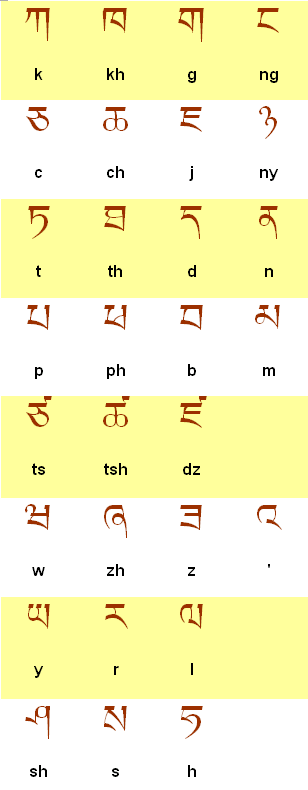 ཀ ཁ ག ང
k kh g ng
ཅ ཆ ཇ ཉ
c ch j ny
ཏ ཐ ད ན
t th d n
པ ཕ བ མ
p ph b m
ཙ ཚ ཛ
ts tsh dz
ཝ ཞ ཟ འ
w zh z '
ཡ ར ལ
y r l
ཤ ས ཧ
sh s h